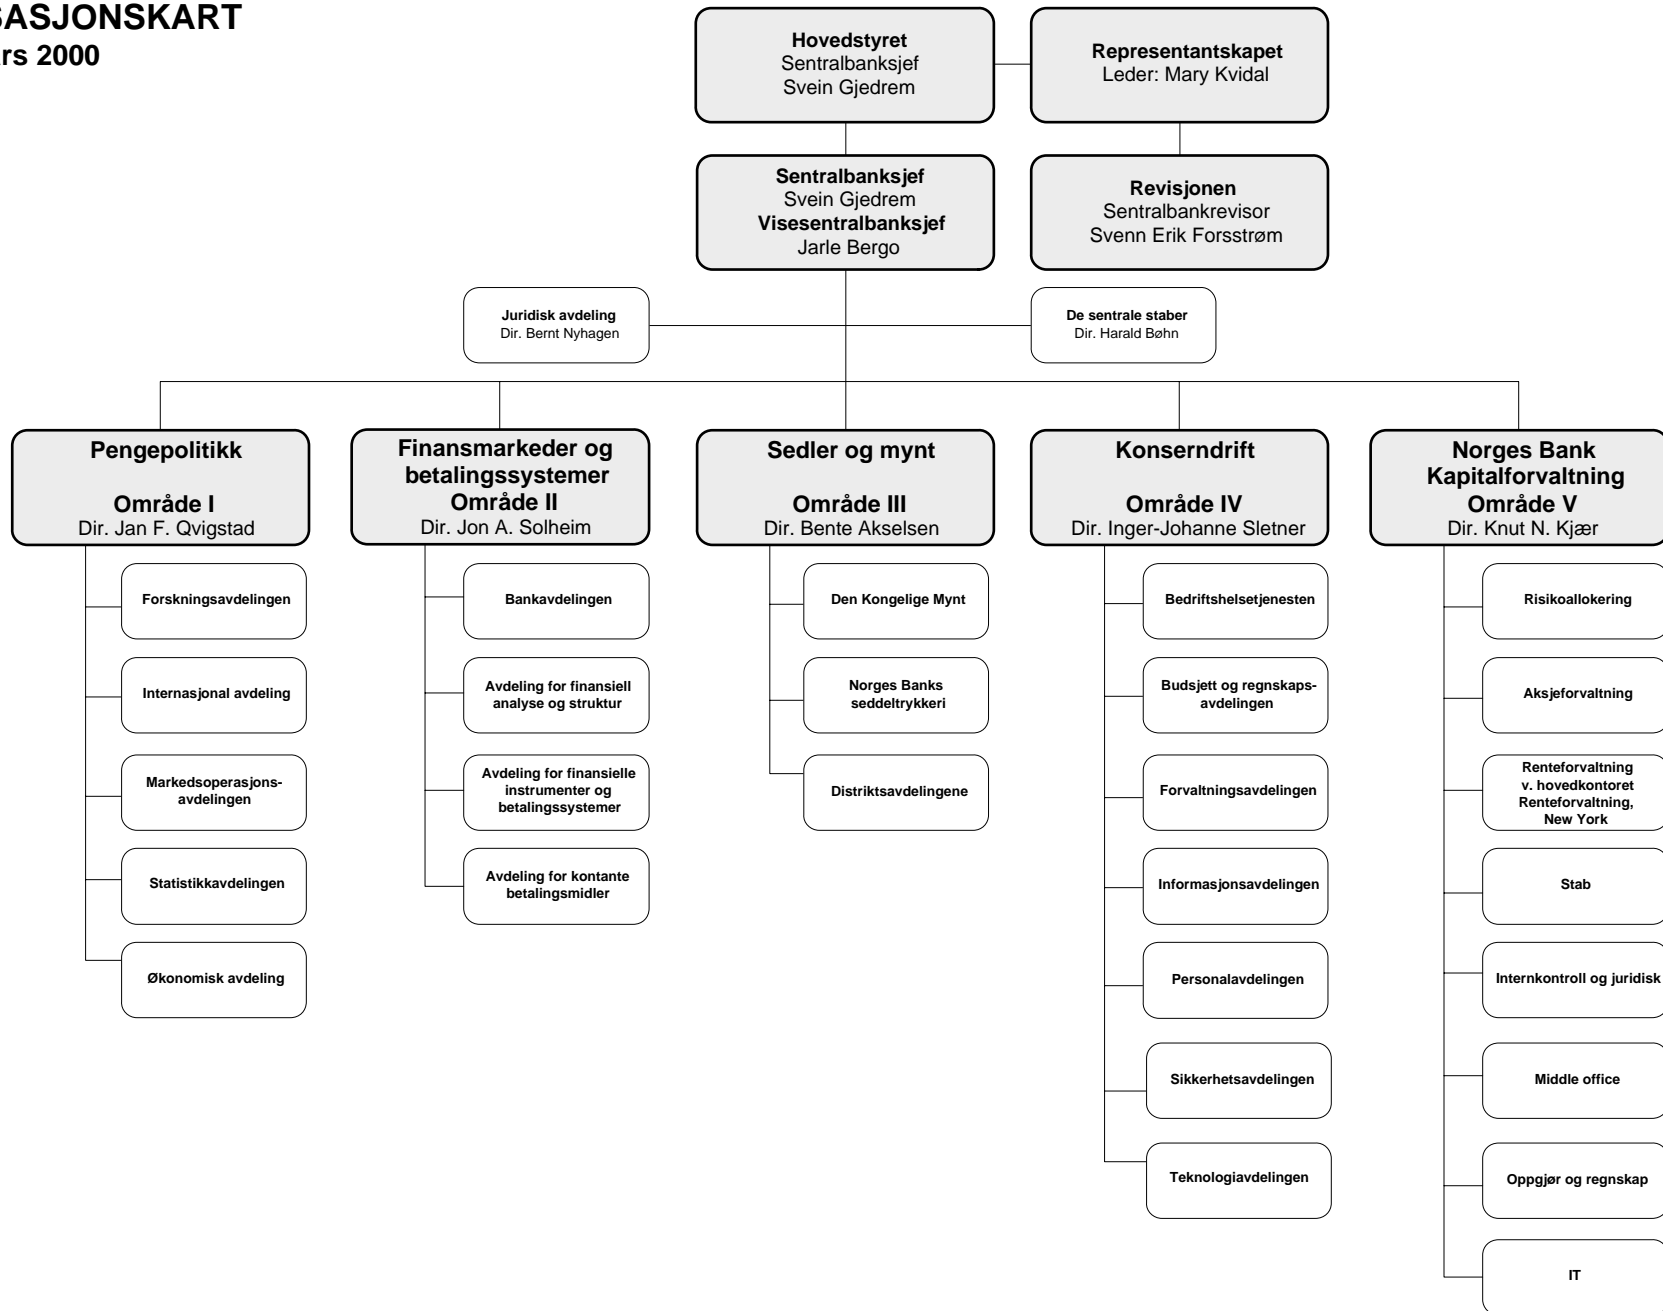 SASJONSKART
rs 2000
Hovedstyret
Sentralbanksjef
Svein Gjedrem
Representantskapet
Leder: Mary Kvidal
Sentralbanksjef
Svein Gjedrem
Visesentralbanksjef
Jarle Bergo
Revisjonen
Sentralbankrevisor
Svenn Erik Forsstrøm
Juridisk avdeling
Dir. Bernt Nyhagen
De sentrale staber
Dir. Harald Bøhn
Pengepolitikk
Område I
Dir. Jan F. Qvigstad
Forskningsavdelingen
Internasjonal avdeling
Markedsoperasjons-
avdelingen
Statistikkavdelingen
Økonomisk avdeling
Finansmarkeder og
betalingssystemer
Område II
Dir. Jon A. Solheim
Bankavdelingen
Avdeling for finansiell
analyse og struktur
Avdeling for finansielle
instrumenter og
betalingssystemer
Avdeling for kontante
betalingsmidler
Sedler og mynt
Område III
Dir. Bente Akselsen
Den Kongelige Mynt
Norges Banks
seddeltrykkeri
Distriktsavdelingene
Konserndrift
Område IV
Dir. Inger-Johanne Sletner
Bedriftshelsetjenesten
Budsjett og regnskaps-
avdelingen
Forvaltningsavdelingen
Informasjonsavdelingen
Personalavdelingen
Sikkerhetsavdelingen
Teknologiavdelingen
Norges Bank
Kapitalforvaltning
Område V
Dir. Knut N. Kjær
Risikoallokering
Aksjeforvaltning
Renteforvaltning
v. hovedkontoret
Renteforvaltning,
New York
Stab
Internkontroll og juridisk
Middle office
Oppgjør og regnskap
IT